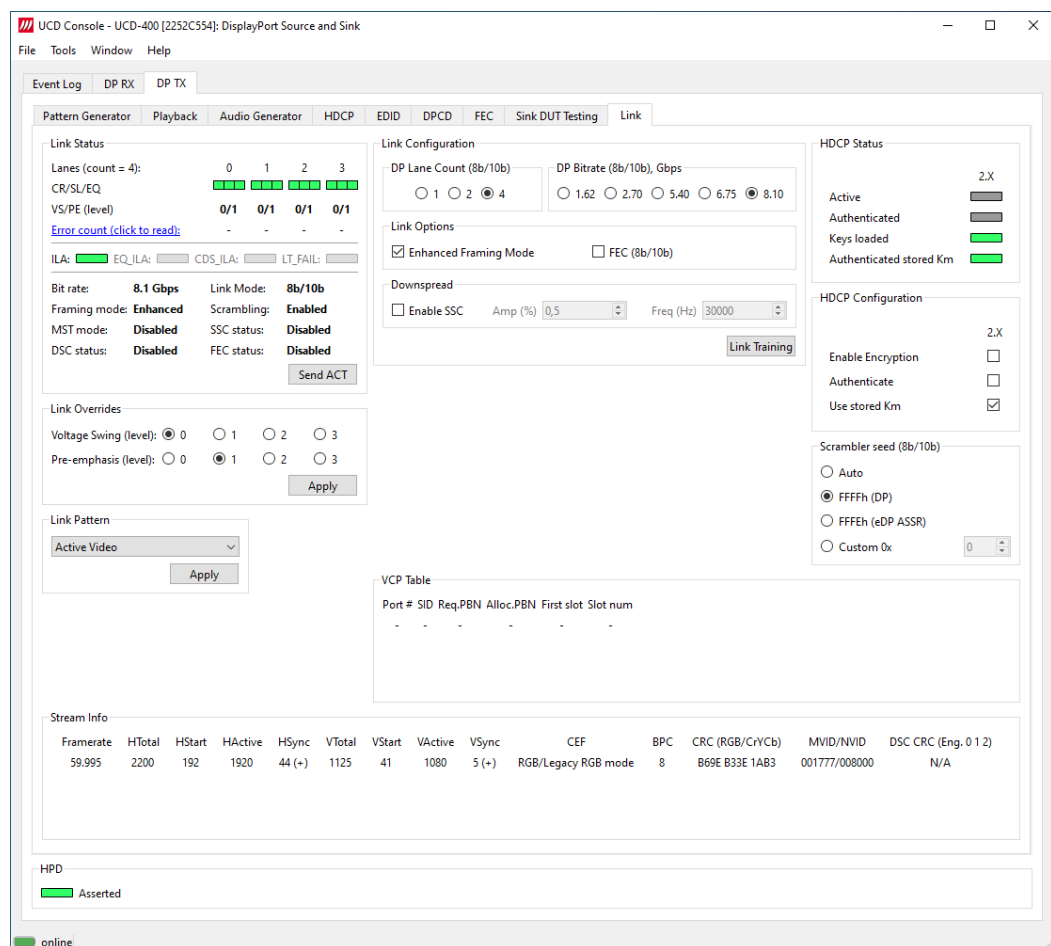 UCD Console - UCD-400 [2252C554]: DisplayPort Source and Sink
File Tools Window Help
Event Log DP RX DP TX
Pattern Generator Playback Audio Generator HDCP EDID DPCD FEC Sink DUT Testing Link
Link Status
Lanes (count = 4): 0 1 2 3
CR/SL/EQ
VS/PE (level) 0/1 0/1 0/1 0/1
Error count (click to read): - - - -
ILA: EQ_ILA: CDS_ILA: LT_FAIL:
Bit rate: 8.1 Gbps Link Mode: 8b/10b
Framing mode: Enhanced Scrambling: Enabled
MST mode: Disabled SSC status: Disabled
DSC status: Disabled FEC status: Disabled
Send ACT
Link Overrides
Voltage Swing (level): 0 1 2 3
Pre-emphasis (level): 0 1 2 3
Apply
Link Pattern
Active Video
Apply
Link Configuration
DP Lane Count (8b/10b)
1 2 4
DP Bitrate (8b/10b), Gbps
1.62 2.70 5.40 6.75 8.10
Link Options
Enhanced Framing Mode FEC (8b/10b)
Downspread
Enable SSC Amp (%) 0,5 Freq (Hz) 30000
Link Training
HDCP Status
2.X
Active
Authenticated
Keys loaded
Authenticated stored Km
HDCP Configuration
2.X
Enable Encryption
Authenticate
Use stored Km
Scrambler seed (8b/10b)
Auto
FFFFh (DP)
FFFEh (eDP ASSR)
Custom 0x 0
VCP Table
Port # SID Req.PBN Alloc.PBN First slot Slot num
- - - - - -
Stream Info
Framerate HTotal HStart HActive HSync VTotal VStart VActive VSync CEF BPC CRC (RGB/CrYCb) MVID/NVID DSC CRC (Eng. 0 1 2)
59.995 2200 192 1920 44 (+) 1125 41 1080 5 (+) RGB/Legacy RGB mode 8 B69E B33E 1AB3 001777/008000 N/A
HPD
Asserted
online